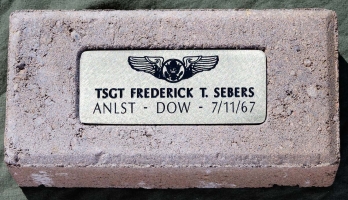 TSGT FREDERICK T. SEBERS
ANLST - DOW - 7/11/67